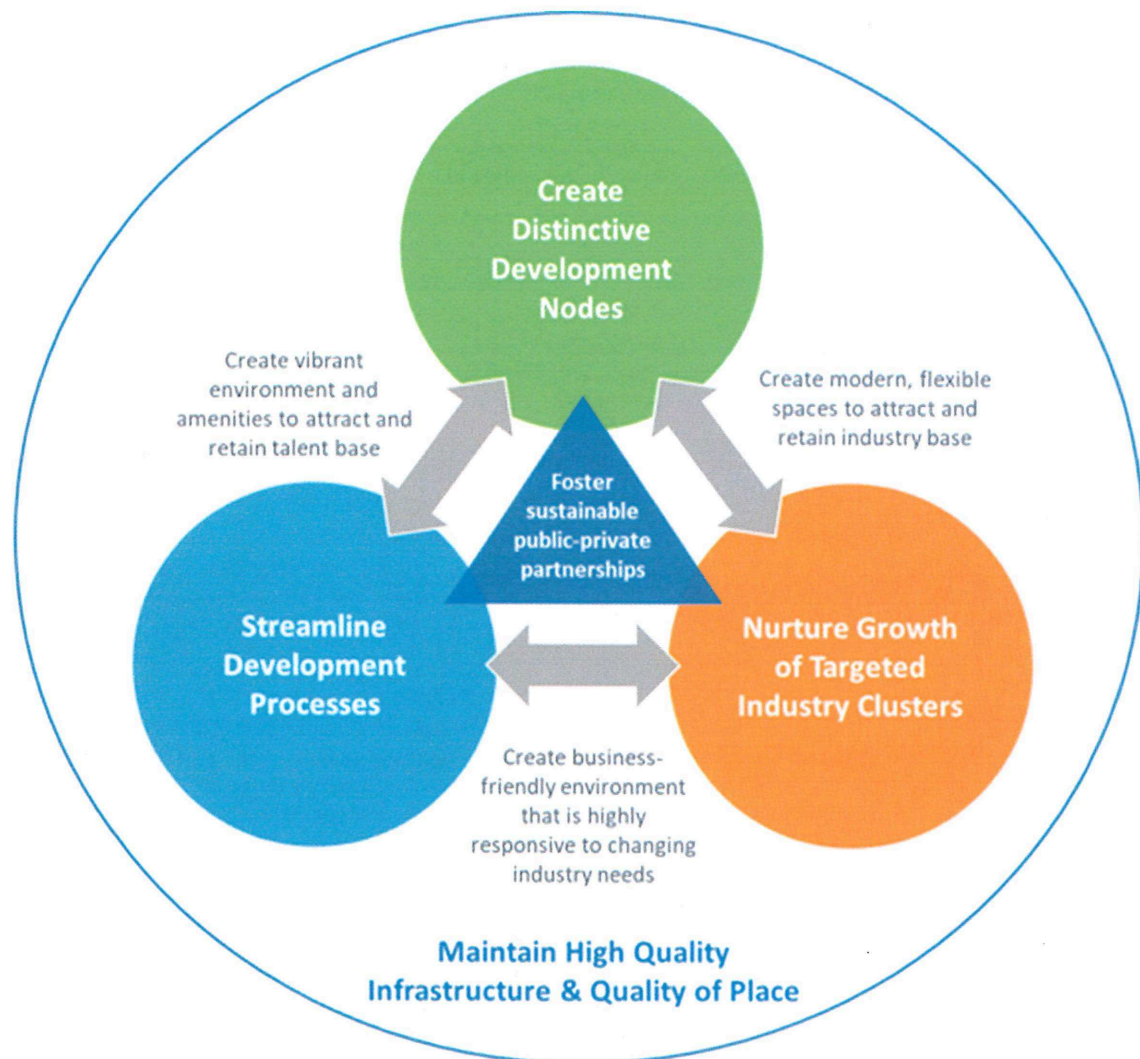 Create
Distinctive
Development
Nodes
Create vibrant
environment and
amenities to attract and
retain talent base
Create modern, flexible
spaces to attract and
retain industry base
Foster
sustainable
public-private
partnerships
Streamline
Development
Processes
Nurture Growth
of Targeted
Industry Clusters
Create business-
friendly environment
that is highly
responsive to changing
industry needs
Maintain High Quality
Infrastructure & Quality of Place